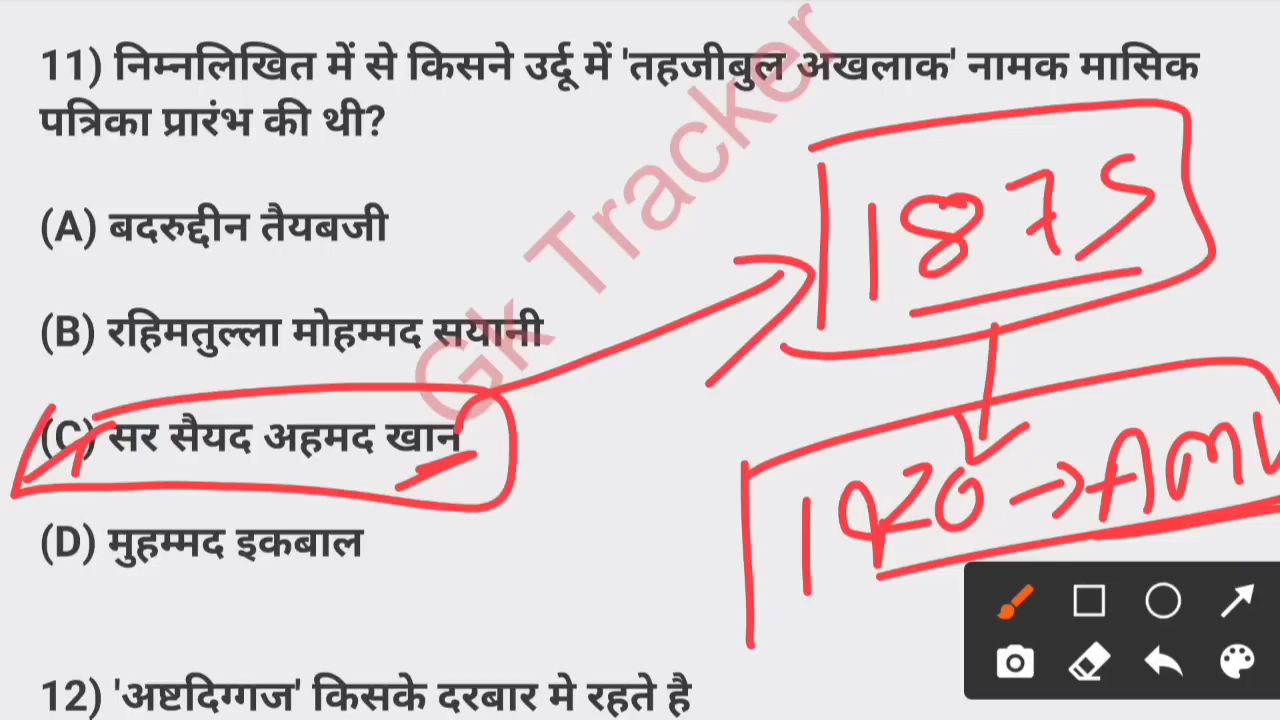 11) निम्नलिखित में से किसने उर्दू में 'तहजीबुल अखलाक' नामक मासिक
पत्रिका प्रारंभ की थी?
(A) बदरुद्दीन तैयबजी
(B) रहिमतुल्ला मोहम्मद सयानी
(C) सर सैयद अहमद खान
(D) मुहम्मद इकबाल
12) 'अष्टदिग्गज' किसके दरबार मे रहते है
Gk Tracker
1875
1920 → AMU